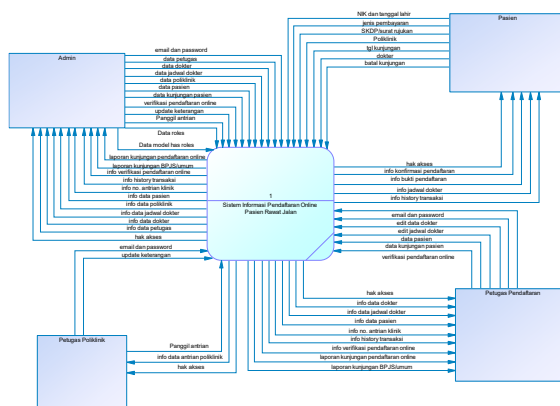 Admin
email dan password
data petugas
data dokter
data jadwal dokter
data poliklinik
data pasien
data kunjungan pasien
verifikasi pendaftaran online
update keterangan
Panggil antrian
Data roles
Data model has roles
laporan kunjungan pendaftaran online
laporan kunjungan BPJS/umum
info verifikasi pendaftaran online
info history transaksi
info no. antrian klinik
info data pasien
info data poliklinik
info data jadwal dokter
info data dokter
info data petugas
hak akses
NIK dan tanggal lahir
jenis pembayaran
SKDP/surat rujukan
Poliklinik
tgl kunjungan
dokter
batal kunjungan
Pasien
hak akses
info konfirmasi pendaftaran
info bukti pendaftaran
info jadwal dokter
info history transaksi
1
Sistem Informasi Pendaftaran Online
Pasien Rawat Jalan
email dan password
edit data dokter
edit jadwal dokter
data pasien
data kunjungan pasien
verifikasi pendaftaran online
Petugas Pendaftaran
hak akses
info data dokter
info data jadwal dokter
info data pasien
info no. antrian klinik
info history transaksi
info verifikasi pendaftaran online
laporan kunjungan pendaftaran online
laporan kunjungan BPJS/umum
email dan password
update keterangan
Petugas Poliklinik
Panggil antrian
info data antrian poliklinik
hak akses